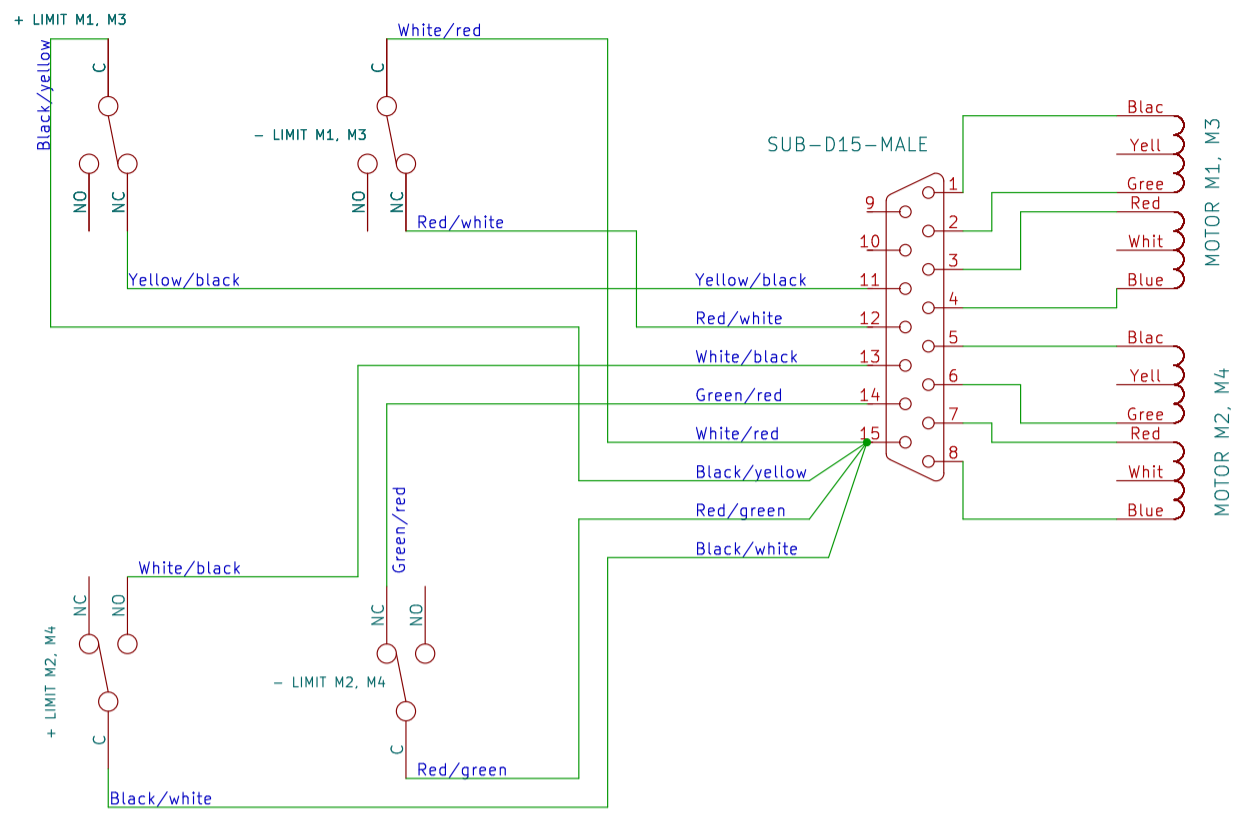 + LIMIT M1, M3
White/red
Black/yellow
C
C
- LIMIT M1, M3
NO
NC
NO
NC
Red/white
Yellow/black
SUB-D15-MALE
Yellow/black
Red/white
White/black
Green/red
White/red
Black/yellow
Red/green
Black/white
9
10
11
12
13
14
15
1
2
3
4
5
6
7
8
Blac
Yell
Gree
Red
Whit
Blue
MOTOR M1, M3
Blac
Yell
Gree
Red
Whit
Blue
MOTOR M2, M4
Green/red
White/black
NC
NO
NC
NO
+ LIMIT M2, M4
- LIMIT M2, M4
C
C
Red/green
Black/white